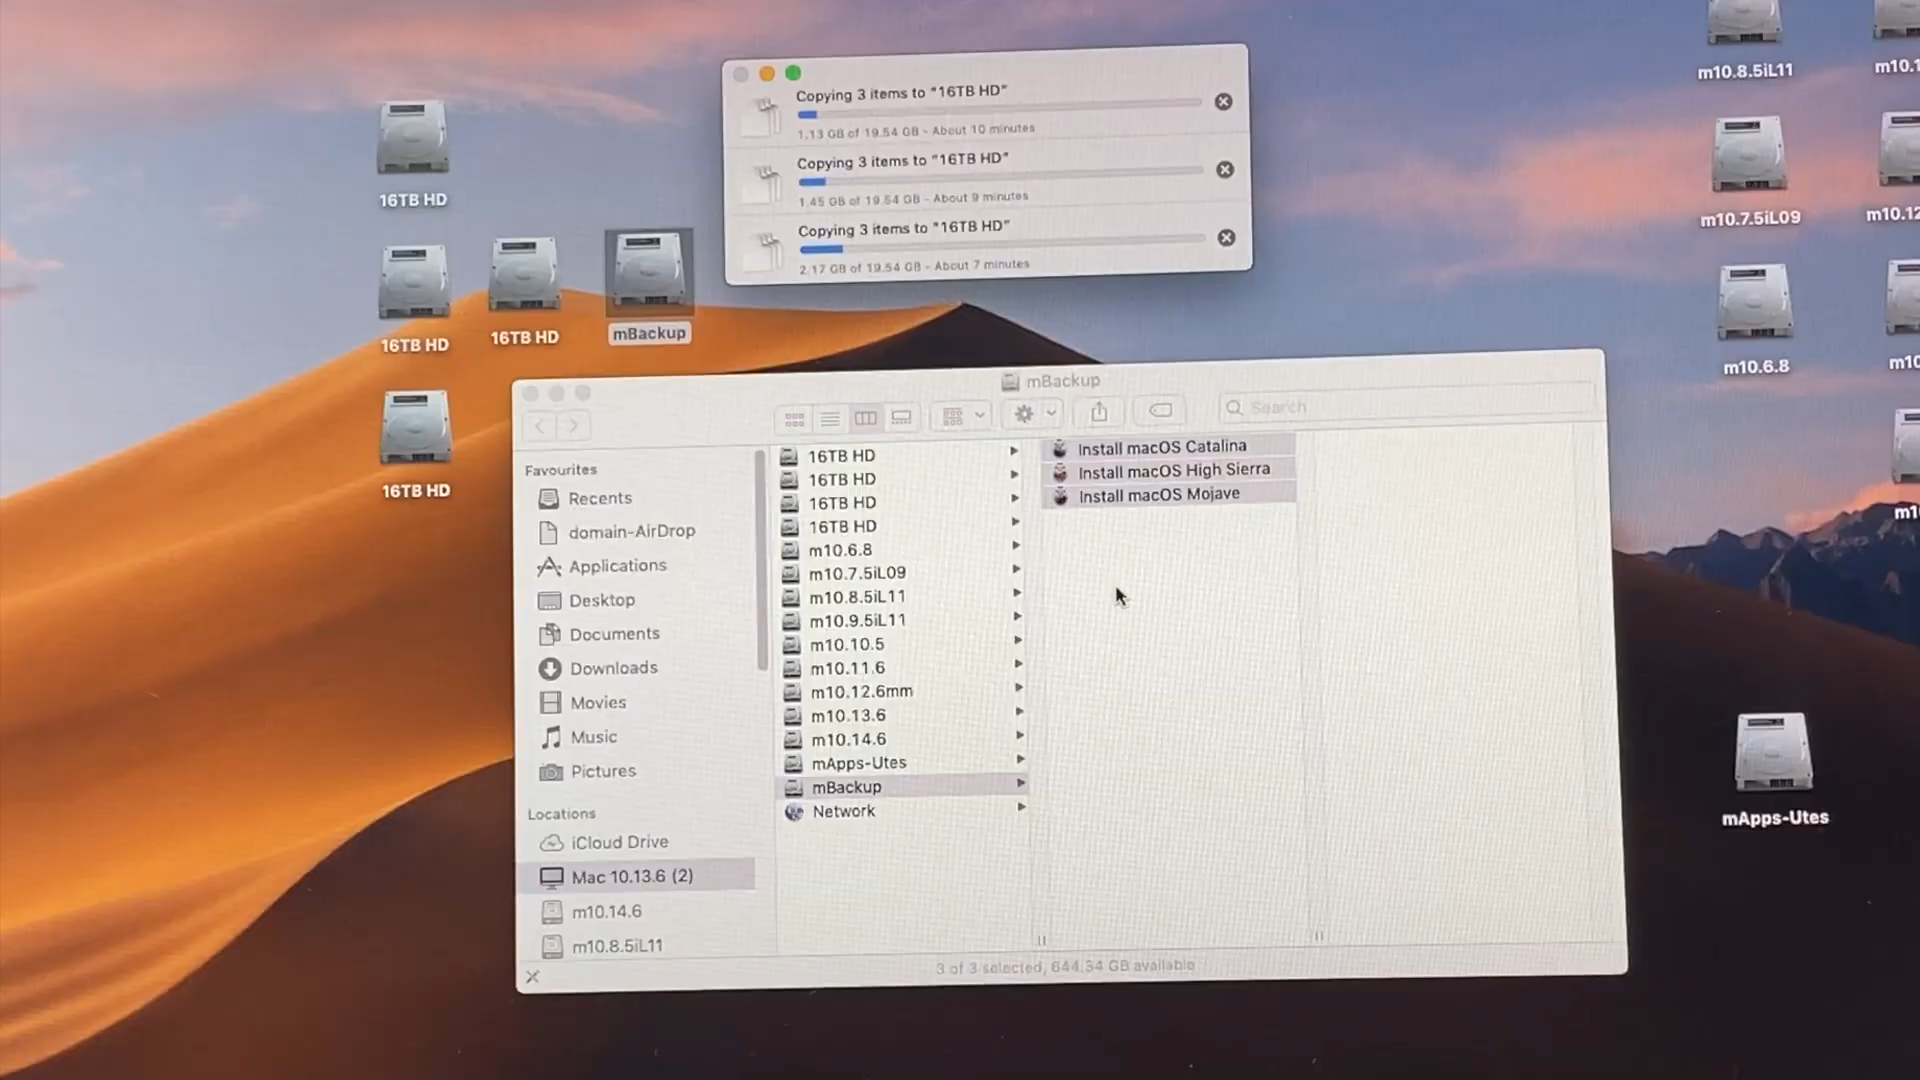 Copying 3 items to "16TB HD"
1.13 GB of 19.54 GB - About 10 minutes
Copying 3 items to "16TB HD"
1.45 GB of 19.54 GB - About 9 minutes
Copying 3 items to "16TB HD"
2.17 GB of 19.54 GB - About 7 minutes
16TB HD
16TB HD
16TB HD
mBackup
16TB HD
m10.8.5iL11
m10.7.5iL09
m10.12
m10.6.8
m10
mApps-Utes
mBackup
Search
Favourites
Recents
domain-AirDrop
Applications
Desktop
Documents
Downloads
Movies
Music
Pictures
Locations
iCloud Drive
Mac 10.13.6 (2)
m10.14.6
m10.8.5iL11
16TB HD
16TB HD
16TB HD
16TB HD
m10.6.8
m10.7.5iL09
m10.8.5iL11
m10.9.5iL11
m10.10.5
m10.11.6
m10.12.6mm
m10.13.6
m10.14.6
mApps-Utes
mBackup
Network
Install macOS Catalina
Install macOS High Sierra
Install macOS Mojave
3 of 3 selected, 644.34 GB available